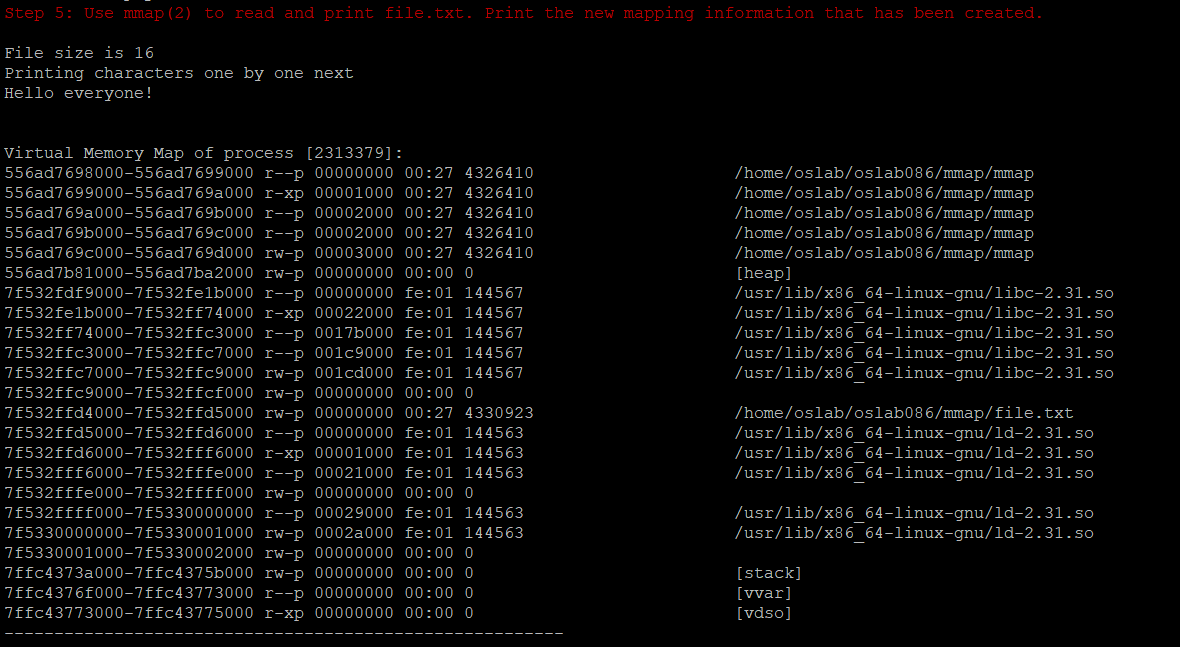 Step 5: Use mmap(2) to read and print file.txt. Print the new mapping information that has been created.
File size is 16
Printing characters one by one next
Hello everyone!
Virtual Memory Map of process [2313379]:
556ad7698000-556ad7699000 r--p 00000000 00:27 4326410 /home/oslab/oslab086/mmap/mmap
556ad7699000-556ad769a000 r-xp 00001000 00:27 4326410 /home/oslab/oslab086/mmap/mmap
556ad769a000-556ad769b000 r--p 00002000 00:27 4326410 /home/oslab/oslab086/mmap/mmap
556ad769b000-556ad769c000 r--p 00002000 00:27 4326410 /home/oslab/oslab086/mmap/mmap
556ad769c000-556ad769d000 rw-p 00003000 00:27 4326410 /home/oslab/oslab086/mmap/mmap
556ad7b81000-556ad7ba2000 rw-p 00000000 00:00 0 [heap]
7f532fdf9000-7f532fe1b000 r--p 00000000 fe:01 144567 /usr/lib/x86_64-linux-gnu/libc-2.31.so
7f532fe1b000-7f532ff74000 r-xp 00022000 fe:01 144567 /usr/lib/x86_64-linux-gnu/libc-2.31.so
7f532ff74000-7f532ffc3000 r--p 0017b000 fe:01 144567 /usr/lib/x86_64-linux-gnu/libc-2.31.so
7f532ffc3000-7f532ffc7000 r--p 001c9000 fe:01 144567 /usr/lib/x86_64-linux-gnu/libc-2.31.so
7f532ffc7000-7f532ffc9000 rw-p 001cd000 fe:01 144567 /usr/lib/x86_64-linux-gnu/libc-2.31.so
7f532ffc9000-7f532ffcf000 rw-p 00000000 00:00 0
7f532ffd4000-7f532ffd5000 rw-p 00000000 00:27 4330923 /home/oslab/oslab086/mmap/file.txt
7f532ffd5000-7f532ffd6000 r--p 00000000 fe:01 144563 /usr/lib/x86_64-linux-gnu/ld-2.31.so
7f532ffd6000-7f532fff6000 r-xp 00001000 fe:01 144563 /usr/lib/x86_64-linux-gnu/ld-2.31.so
7f532fff6000-7f532fffe000 r--p 00021000 fe:01 144563 /usr/lib/x86_64-linux-gnu/ld-2.31.so
7f532fffe000-7f532ffff000 rw-p 00000000 00:00 0
7f532ffff000-7f5330000000 r--p 00029000 fe:01 144563 /usr/lib/x86_64-linux-gnu/ld-2.31.so
7f5330000000-7f5330001000 rw-p 0002a000 fe:01 144563 /usr/lib/x86_64-linux-gnu/ld-2.31.so
7f5330001000-7f5330002000 rw-p 00000000 00:00 0
7ffc4373a000-7ffc4375b000 rw-p 00000000 00:00 0 [stack]
7ffc4376f000-7ffc43773000 r--p 00000000 00:00 0 [vvar]
7ffc43773000-7ffc43775000 r-xp 00000000 00:00 0 [vdso]
--------------------------------------------------------